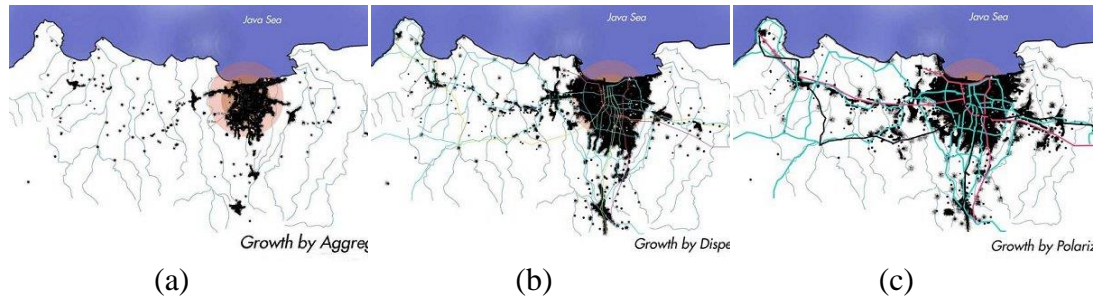 Java Sea
Java Sea
Java Sea
Growth by Aggreg
Growth by Dispe
Growth by Polariz
(a)
(b)
(c)